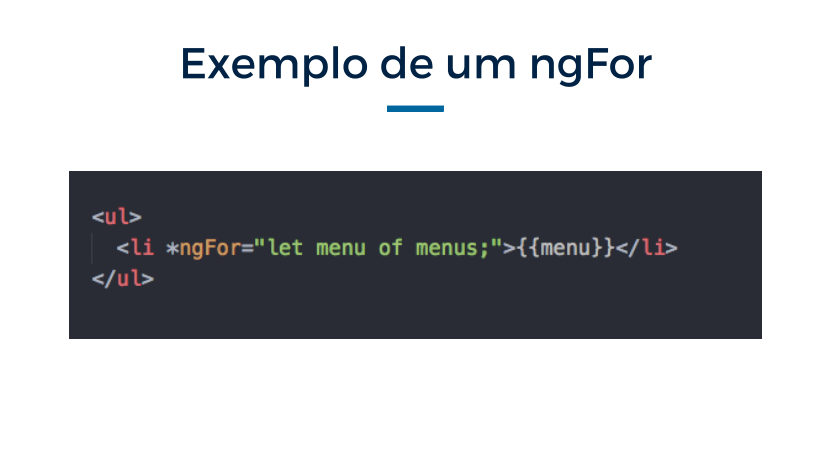 Exemplo de um ngFor
<ul>
<li *ngFor="let menu of menus;">{{menu}}</li>
</ul>